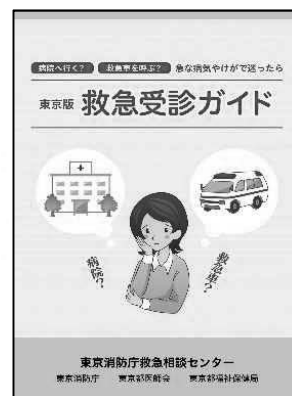 病院へ行く? 救急車を呼ぶ? 急な病気やけがで迷ったら
東京版 救急受診ガイド
病院?
救急車?
東京消防庁救急相談センター
東京消防庁 東京都医師会 東京都福祉保健局